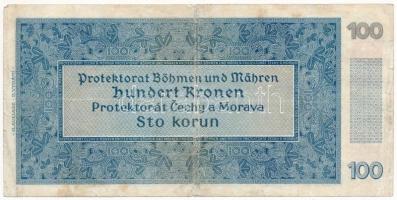 100
Protektorat Böhmen und Mähren
Hundert Kronen
Protektorát Čechy a Morava
Sto korun
100